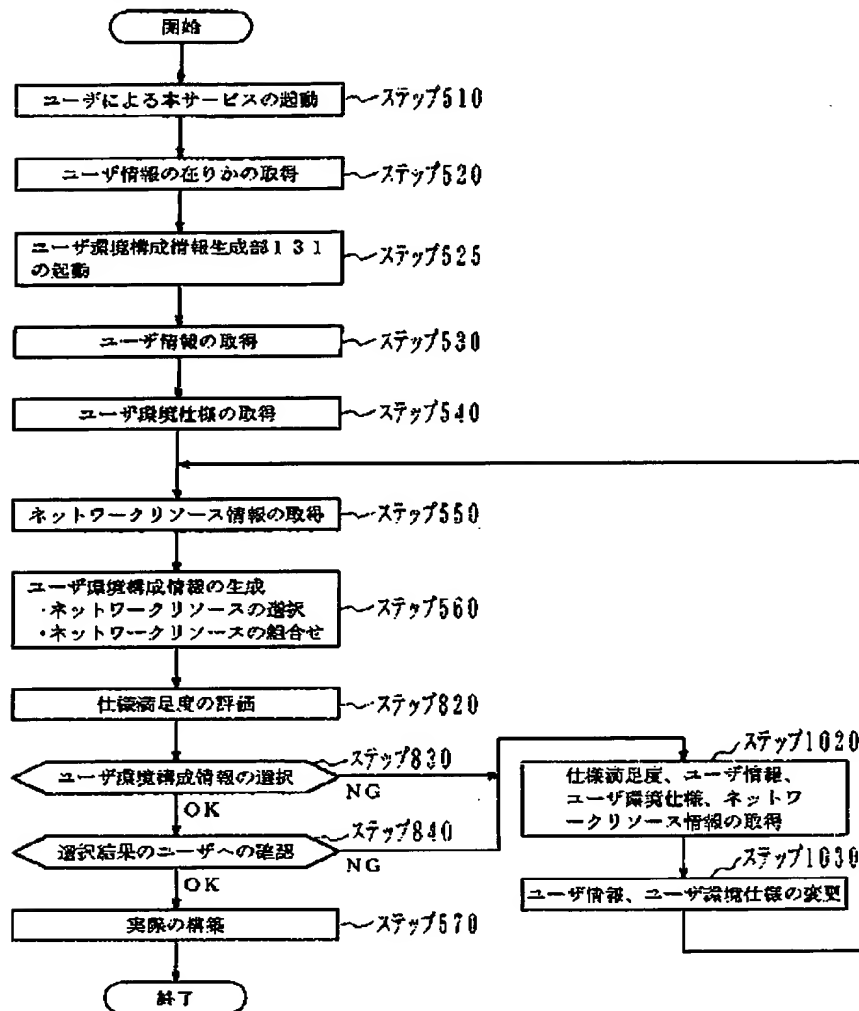 開始
ユーザによる本サービスの起動
ステップ510
ユーザ情報の在りかの取得
ステップ520
ユーザ環境構成情報生成部131
の起動
ステップ525
ユーザ情報の取得
ステップ530
ユーザ環境仕様の取得
ステップ540
ネットワークリソース情報の取得
ステップ550
ユーザ環境構成情報の生成
・ネットワークリソースの選択
・ネットワークリソースの組合せ
ステップ560
仕様満足度の評価
ステップ820
ステップ830
ユーザ環境構成情報の選択
NG
OK
ステップ840
選択結果のユーザへの確認
NG
OK
実際の構築
ステップ570
終了
ステップ1020
仕様満足度、ユーザ情報、
ユーザ環境仕様、ネットワ
ークリソース情報の取得
ステップ1030
ユーザ情報、ユーザ環境仕様の変更